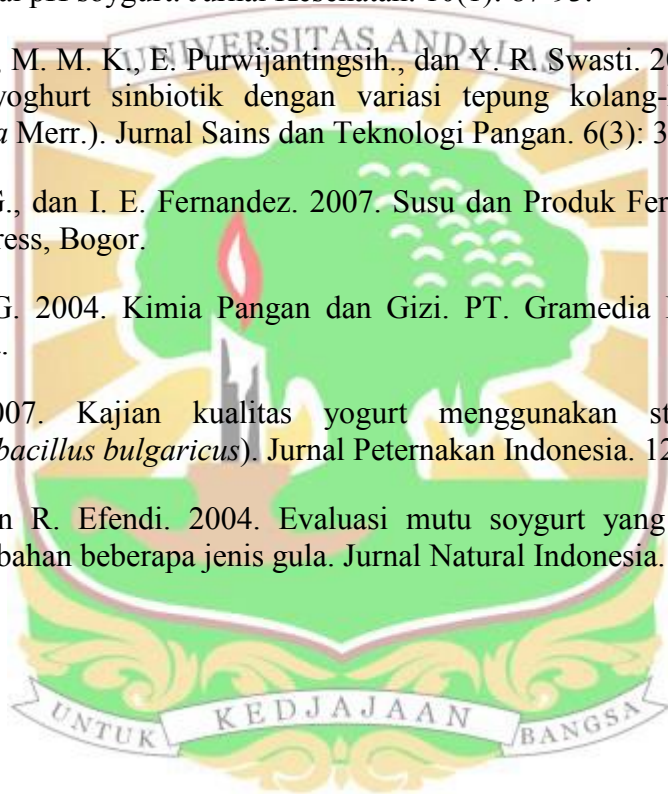 pH soygurt. Jurnal Kesehatan. 10(1): 87-95.
UNIVERSITAS ANDALAS
, M. M. K., E. Purwijantingsih., dan Y. R. Swasti. 2
yoghurt sinbiotik dengan variasi tepung kolang-
a Merr.). Jurnal Sains dan Teknologi Pangan. 6(3): 3
G., dan I. E. Fernandez. 2007. Susu dan Produk Fer
ress, Bogor.
G. 2004. Kimia Pangan dan Gizi. PT. Gramedia
.
007. Kajian kualitas yogurt menggunakan st
bacillus bulgaricus). Jurnal Peternakan Indonesia. 12
n R. Efendi. 2004. Evaluasi mutu soygurt yang
bahan beberapa jenis gula. Jurnal Natural Indonesia.
UNTUK KEDJAJAAN BANGSA